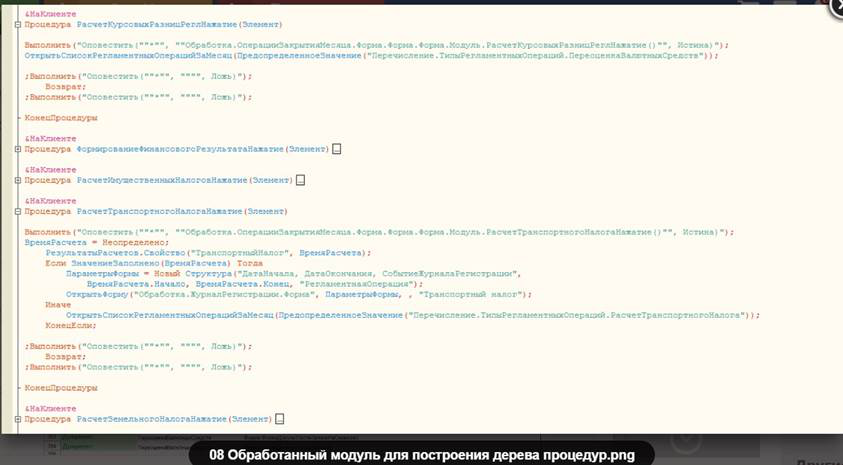 &НаКлиенте
Процедура РасчетКурсовыхРазницРеглНажатие(Элемент)
Выполнить("Оповестить(""*"", ""Обработка.ОперацииЗакрытияМесяца.Форма.Форма.Форма.Модуль.РасчетКурсовыхРазницРеглНажатие()"", Истина)");
ОткрытьСписокРегламентныхОперацийЗаМесяц(ПредопределенноеЗначение("Перечисление.ТипыРегламентныхОпераций.ПереоценкаВалютныхСредств"));
;Выполнить("Оповестить(""*"", """", Ложь)");
Возврат;
;Выполнить("Оповестить(""*"", """", Ложь)");
КонецПроцедуры
&НаКлиенте
Процедура ФормированиеФинансовогоРезультатаНажатие(Элемент) ...
&НаКлиенте
Процедура РасчетИмущественныхНалоговНажатие(Элемент) ...
&НаКлиенте
Процедура РасчетТранспортногоНалогаНажатие(Элемент)
Выполнить("Оповестить(""*"", ""Обработка.ОперацииЗакрытияМесяца.Форма.Форма.Форма.Модуль.РасчетТранспортногоНалогаНажатие()"", Истина)");
ВремяРасчета = Неопределено;
РезультатыРасчетов.Свойство("ТранспортныйНалог", ВремяРасчета);
Если ЗначениеЗаполнено(ВремяРасчета) Тогда
ПараметрыФормы = Новый Структура("ДатаНачала, ДатаОкончания, СобытиеЖурналаРегистрации",
ВремяРасчета.Начало, ВремяРасчета.Конец, "РегламентнаяОперация");
ОткрытьФорму("Обработка.ЖурналРегистрации.Форма", ПараметрыФормы, , "Транспортный налог");
Иначе
ОткрытьСписокРегламентныхОперацийЗаМесяц(ПредопределенноеЗначение("Перечисление.ТипыРегламентныхОпераций.РасчетТранспортногоНалога"));
КонецЕсли;
;Выполнить("Оповестить(""*"", """", Ложь)");
Возврат;
;Выполнить("Оповестить(""*"", """", Ложь)");
КонецПроцедуры
&НаКлиенте
Процедура РасчетЗемельногоНалогаНажатие(Элемент) ...
08 Обработанный модуль для построения дерева процедур.png